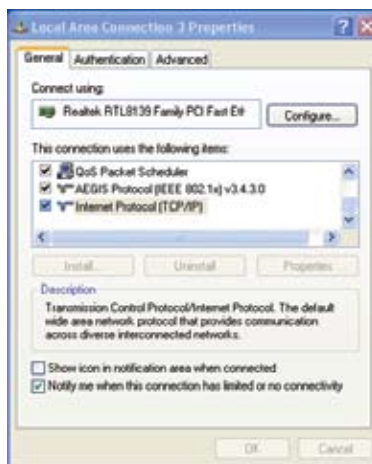 Local Area Connection 3 Properties
General Authentication Advanced
Connect using:
Realtek RTL8139 Family PCI Fast Eth
Configure...
This connection uses the following items:
QoS Packet Scheduler
AEGIS Protocol (IEEE 802.1x) v3.4.3.0
Internet Protocol (TCP/IP)
Install... Uninstall Properties
Description
Transmission Control Protocol/Internet Protocol. The default
wide area network protocol that provides communication
across diverse interconnected networks.
Show icon in notification area when connected
Notify me when this connection has limited or no connectivity
OK Cancel